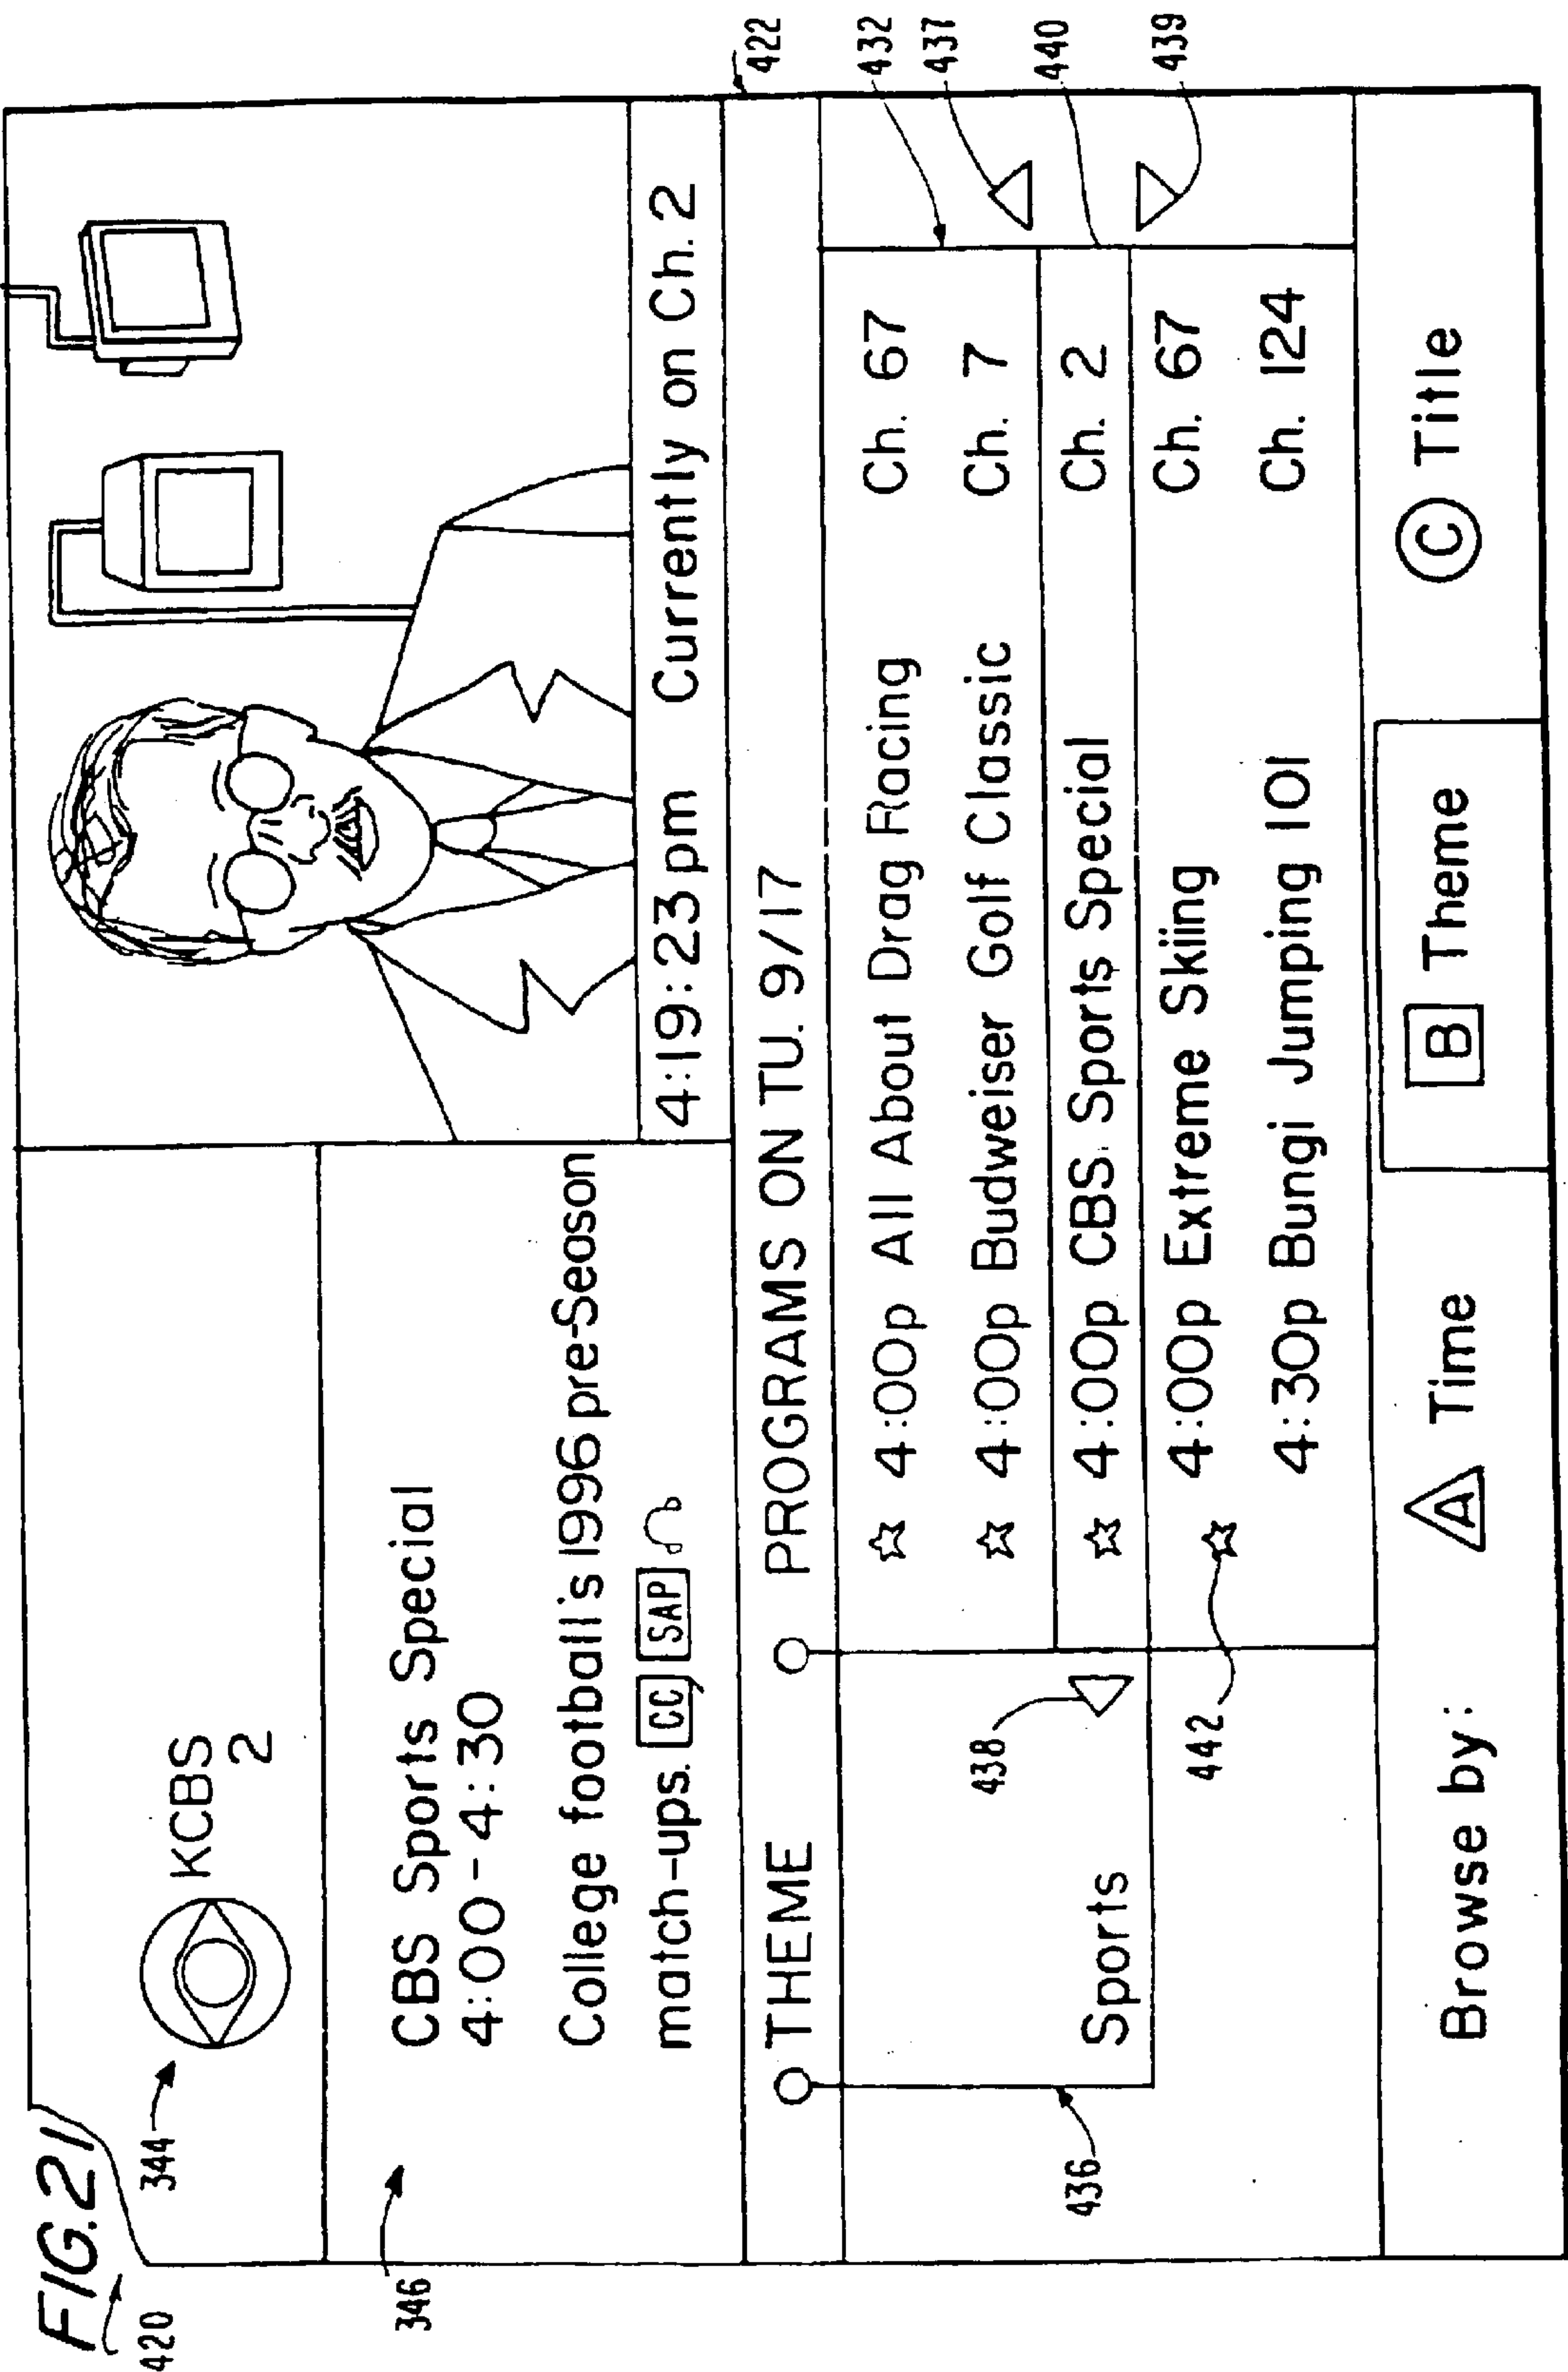 FIG.21
420
344
KCBS
2
346
CBS Sports Special
4:00-4:30
College football's 1996 pre-Season
match-ups. CC SAP
4:19:23 pm Currently on Ch. 2
422
THEME PROGRAMS ON TU. 9/17
432
☆ 4:00p All About Drag Racing Ch. 67
437
☆ 4:00p Budweiser Golf Classic Ch. 7
438
440
436
Sports ☆ 4:00p CBS Sports Special Ch. 2
439
442
☆ 4:00p Extreme Skiing Ch. 67
4:30p Bungi Jumping 101 Ch. 124
Browse by: A Time B Theme C Title